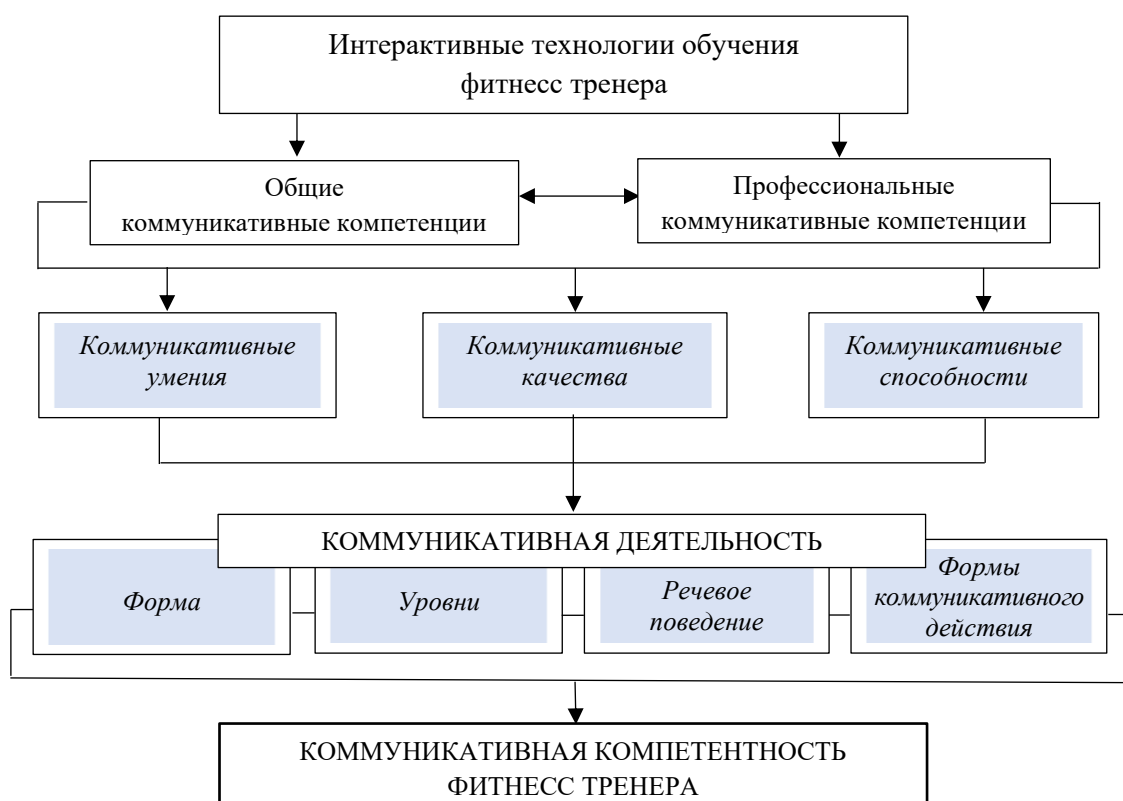 Интерактивные технологии обучения
фитнесс тренера
Общие
коммуникативные компетенции
Профессиональные
коммуникативные компетенции
Коммуникативные
умения
Коммуникативные
качества
Коммуникативные
способности
КОММУНИКАТИВНАЯ ДЕЯТЕЛЬНОСТЬ
Форма
Уровни
Речевое
поведение
Формы
коммуникативного
действия
КОММУНИКАТИВНАЯ КОМПЕТЕНТНОСТЬ
ФИТНЕСС ТРЕНЕРА